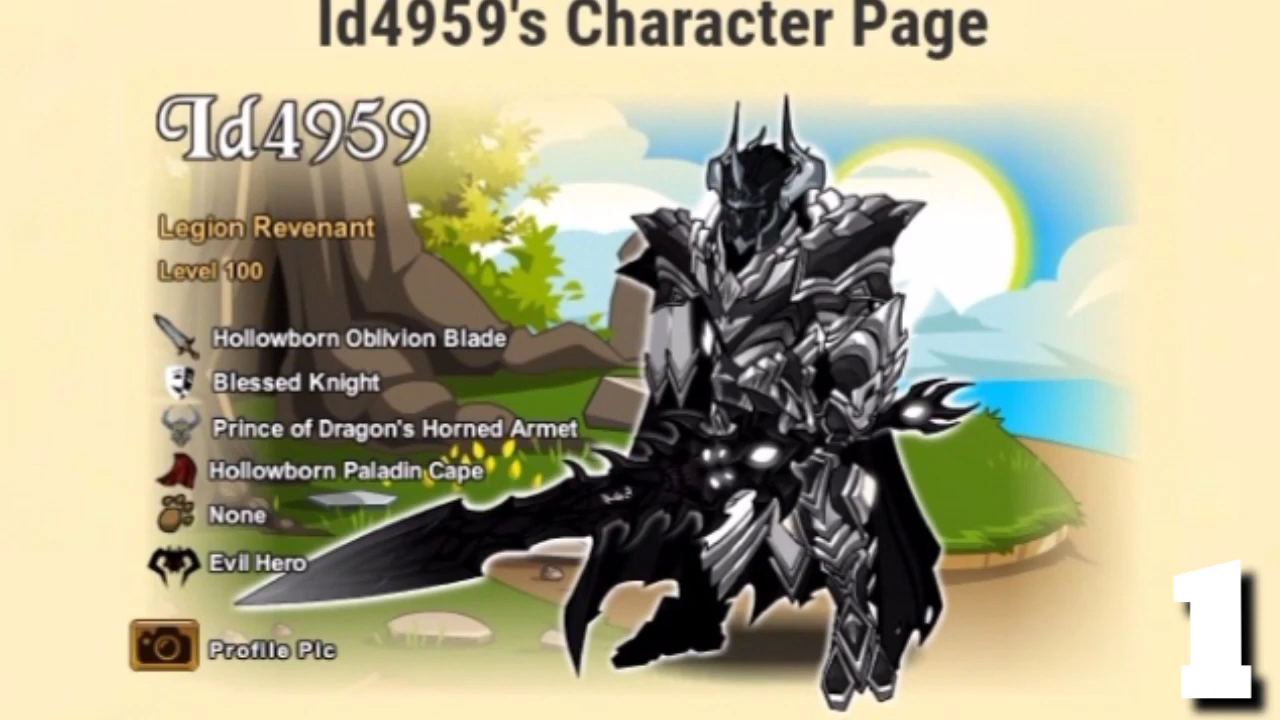 Id4959's Character Page
Id4959
Legion Revenant
Level 100
Hollowborn Oblivion Blade
Blessed Knight
Prince of Dragon's Horned Armet
Hollowborn Paladin Cape
None
Evil Hero
Profile Pic
1